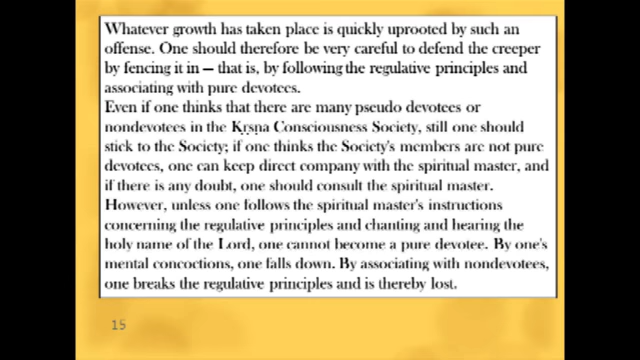 Whatever growth has taken place is quickly uprooted by such an
offense. One should therefore be very careful to defend the creeper
by fencing it in — that is, by following the regulative principles and
associating with pure devotees.
Even if one thinks that there are many pseudo devotees or
nondevotees in the Kṛṣṇa Consciousness Society, still one should
stick to the Society; if one thinks the Society's members are not pure
devotees, one can keep direct company with the spiritual master, and
if there is any doubt, one should consult the spiritual master.
However, unless one follows the spiritual master's instructions
concerning the regulative principles and chanting and hearing the
holy name of the Lord, one cannot become a pure devotee. By one's
mental concoctions, one falls down. By associating with nondevotees,
one breaks the regulative principles and is thereby lost.
15